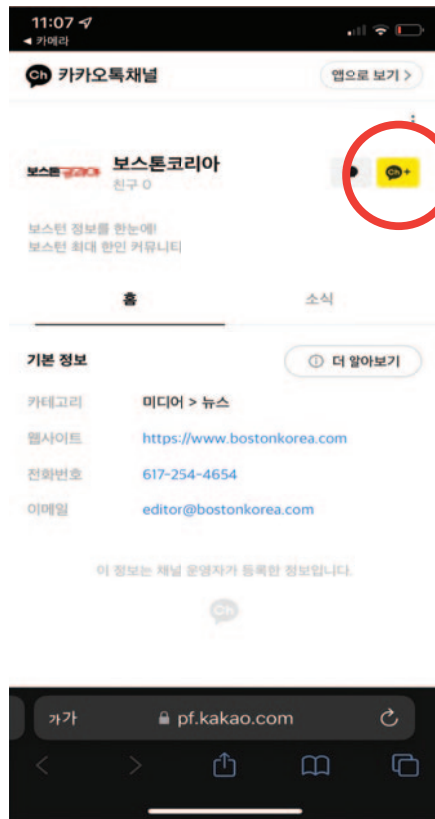 11:07
◀ 카메라
Ch 카카오톡채널
앱으로 보기 >
보스톤코리아
보스톤코리아
친구 0
Ch+
보스턴 정보를 한눈에!
보스턴 최대 한인 커뮤니티
홈
소식
기본 정보
더 알아보기
카테고리 미디어 > 뉴스
웹사이트 https://www.bostonkorea.com
전화번호 617-254-4654
이메일 editor@bostonkorea.com
이 정보는 채널 운영자가 등록한 정보입니다.
Ch
가가 pf.kakao.com